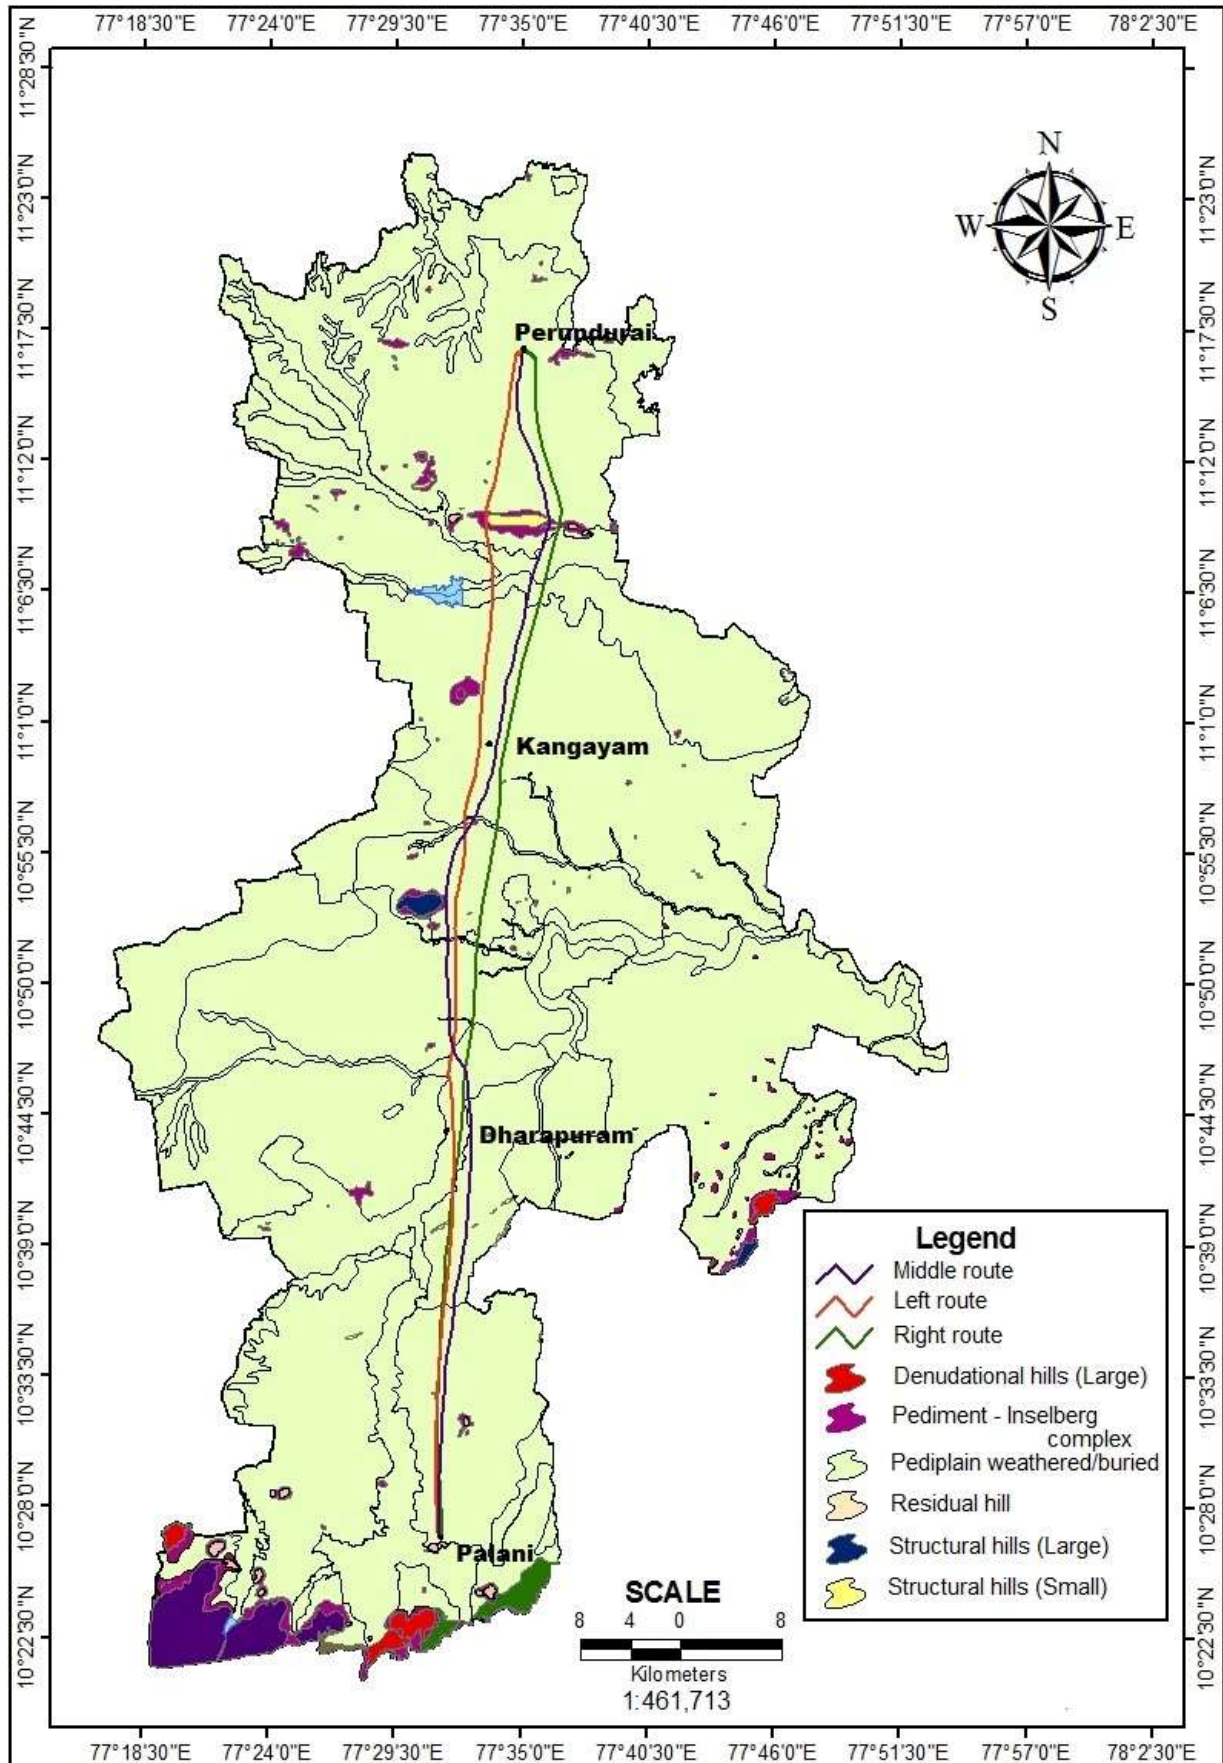 77°18'30"E 77°24'0"E 77°29'30"E 77°35'0"E 77°40'30"E 77°46'0"E 77°51'30"E 77°57'0"E 78°2'30"E
11°28'30"N
11°23'0"N 11°23'0"N
11°17'30"N 11°17'30"N
11°12'0"N 11°12'0"N
11°6'30"N 11°6'30"N
11°1'0"N 11°1'0"N
10°55'30"N 10°55'30"N
10°50'0"N 10°50'0"N
10°44'30"N 10°44'30"N
10°39'0"N 10°39'0"N
10°33'30"N 10°33'30"N
10°28'0"N 10°28'0"N
10°22'30"N 10°22'30"N
N
W E
S
Perundurai
Kangayam
Dharapuram
Palani
Legend
Middle route
Left route
Right route
Denudational hills (Large)
Pediment - Inselberg
complex
Pediplain weathered/buried
Residual hill
Structural hills (Large)
Structural hills (Small)
SCALE
8 4 0 8
Kilometers
1:461,713
77°18'30"E 77°24'0"E 77°29'30"E 77°35'0"E 77°40'30"E 77°46'0"E 77°51'30"E 77°57'0"E 78°2'30"E